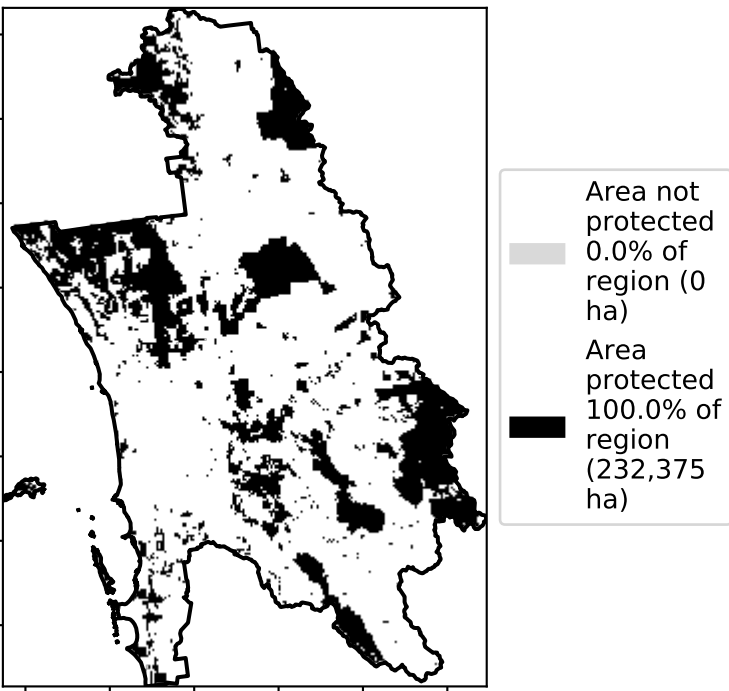 Area not
protected
0.0% of
region (0
ha)
Area
protected
100.0% of
region
(232,375
ha)